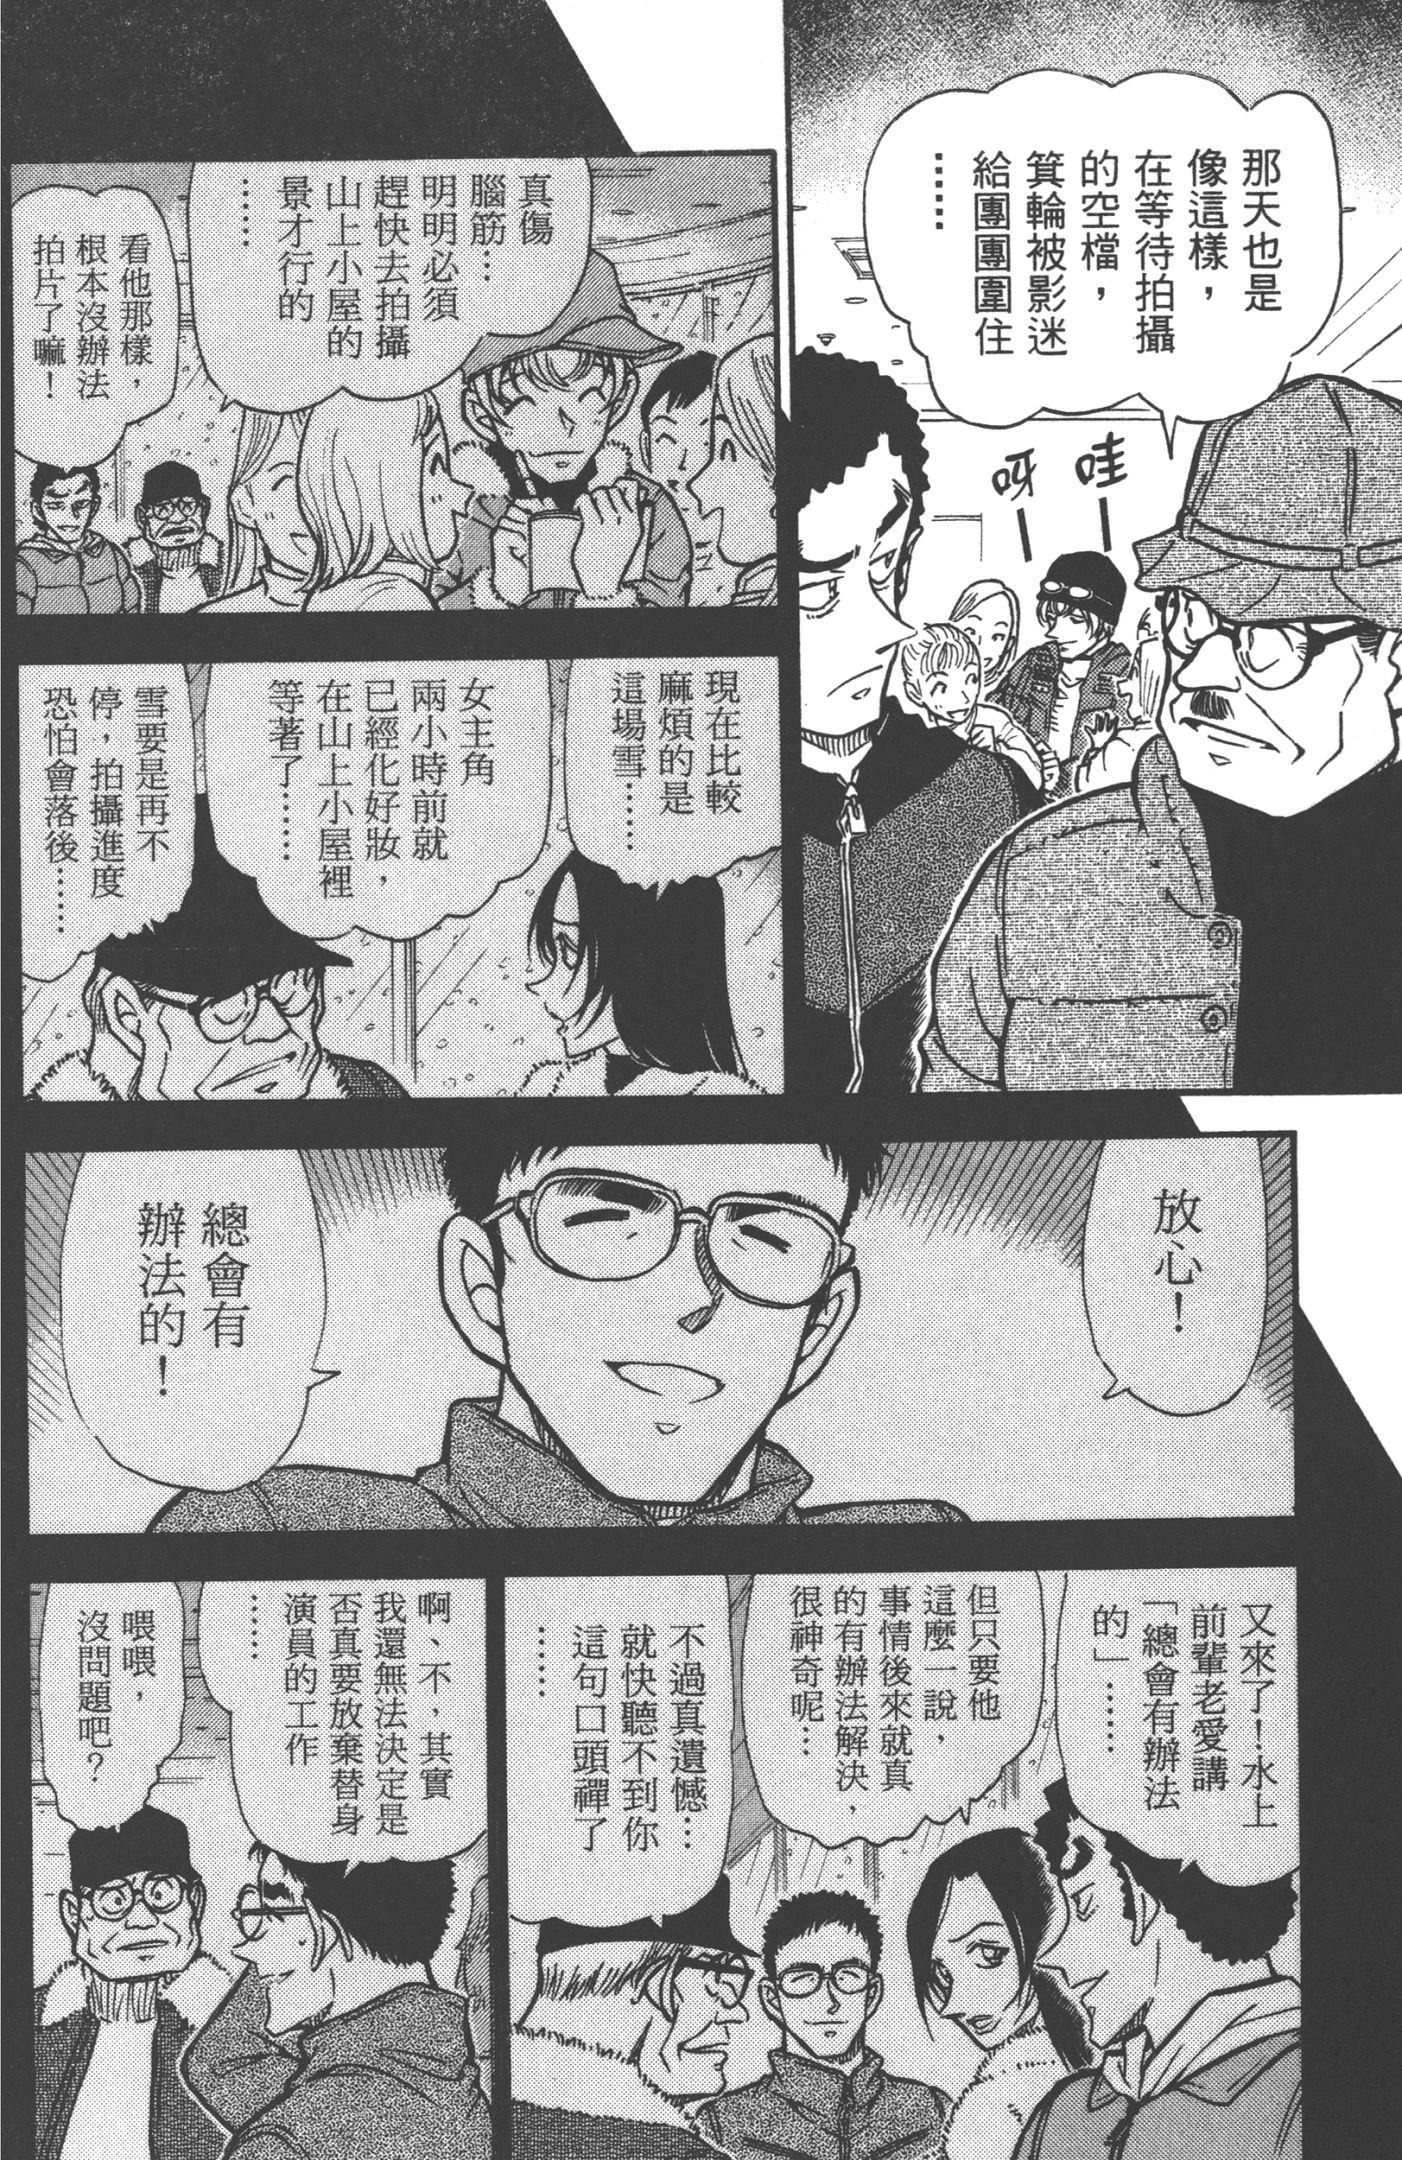 那天也是
像這樣，
在等待拍攝
的空檔，
箕輪被影迷
給團團圍住
………
哇
呀
真傷
腦筋…
明明必須
趕快去拍攝
山上小屋的
景才行的
……
看他那樣，
根本沒辦法
拍片了嘛！
現在比較
麻煩的是
這場雪……
女主角
兩小時前就
已經化好妝，
在山上小屋裡
等著了……
雪要是再不
停，拍攝進度
恐怕會落後……
放心！
總會有
辦法的！
又來了！水上
前輩老愛講
「總會有辦法
的」……
但只要他
這麼一說，
事情後來就真
的有辦法解決，
很神奇呢…
不過真遺憾…
就快聽不到你
這句口頭禪了
……
啊、不，其實
我還無法決定是
否真要放棄替身
演員的工作
……
喂喂，
沒問題吧？